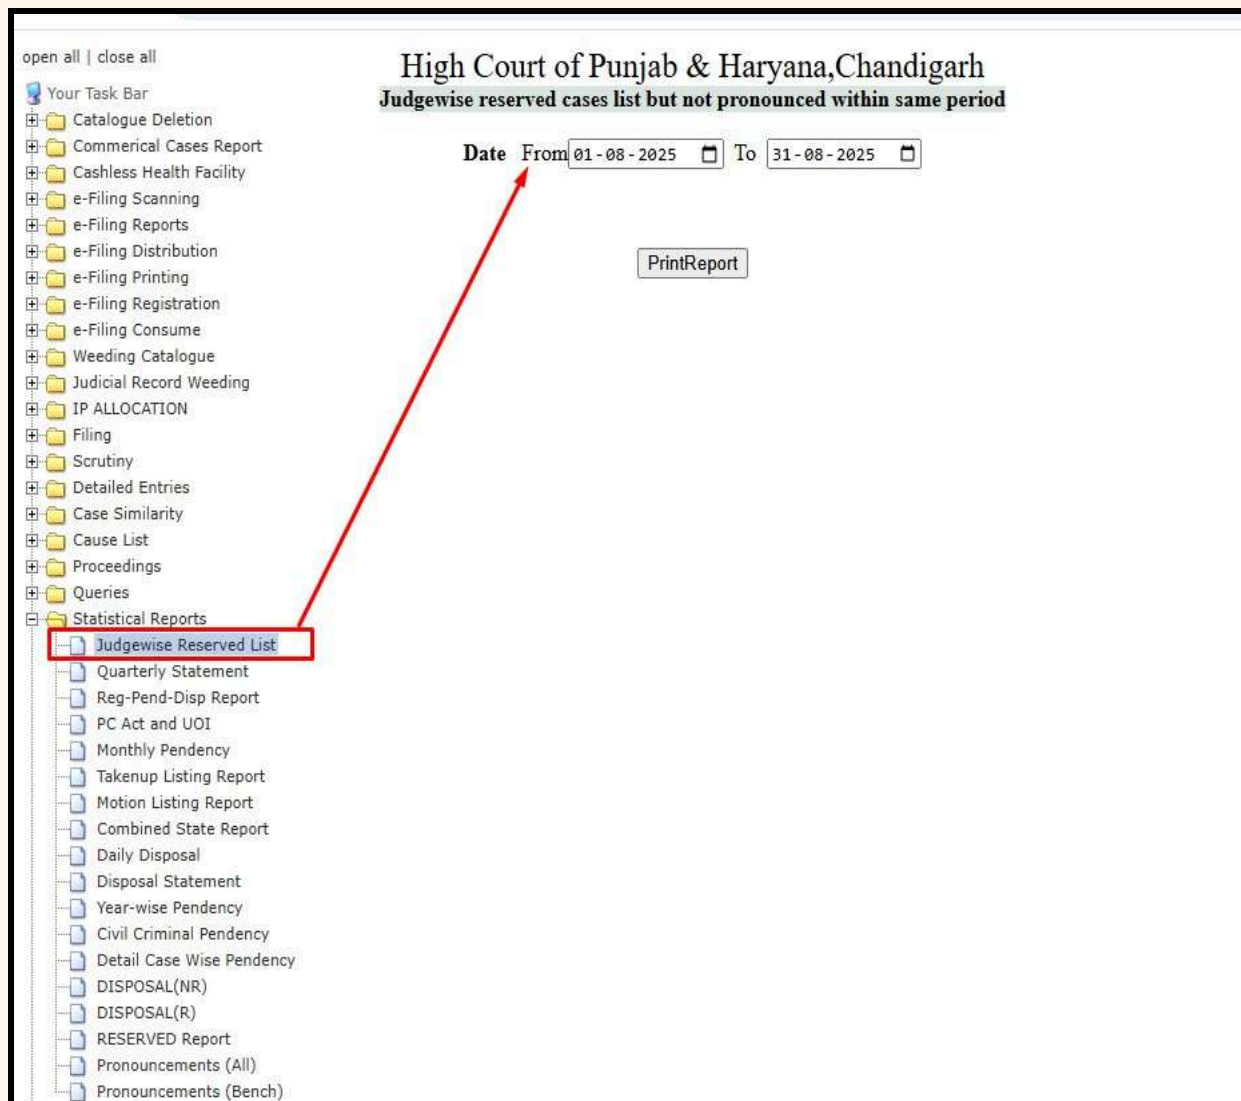 open all | close all
Your Task Bar
Catalogue Deletion
Commerical Cases Report
Cashless Health Facility
e-Filing Scanning
e-Filing Reports
e-Filing Distribution
e-Filing Printing
e-Filing Registration
e-Filing Consume
Weeding Catalogue
Judicial Record Weeding
IP ALLOCATION
Filing
Scrutiny
Detailed Entries
Case Similarity
Cause List
Proceedings
Queries
Statistical Reports
Judgewise Reserved List
Quarterly Statement
Reg-Pend-Disp Report
PC Act and UOI
Monthly Pendency
Takenup Listing Report
Motion Listing Report
Combined State Report
Daily Disposal
Disposal Statement
Year-wise Pendency
Civil Criminal Pendency
Detail Case Wise Pendency
DISPOSAL(NR)
DISPOSAL(R)
RESERVED Report
Pronouncements (All)
Pronouncements (Bench)
High Court of Punjab & Haryana,Chandigarh
Judgewise reserved cases list but not pronounced within same period
Date From 01-08-2025 To 31-08-2025
PrintReport